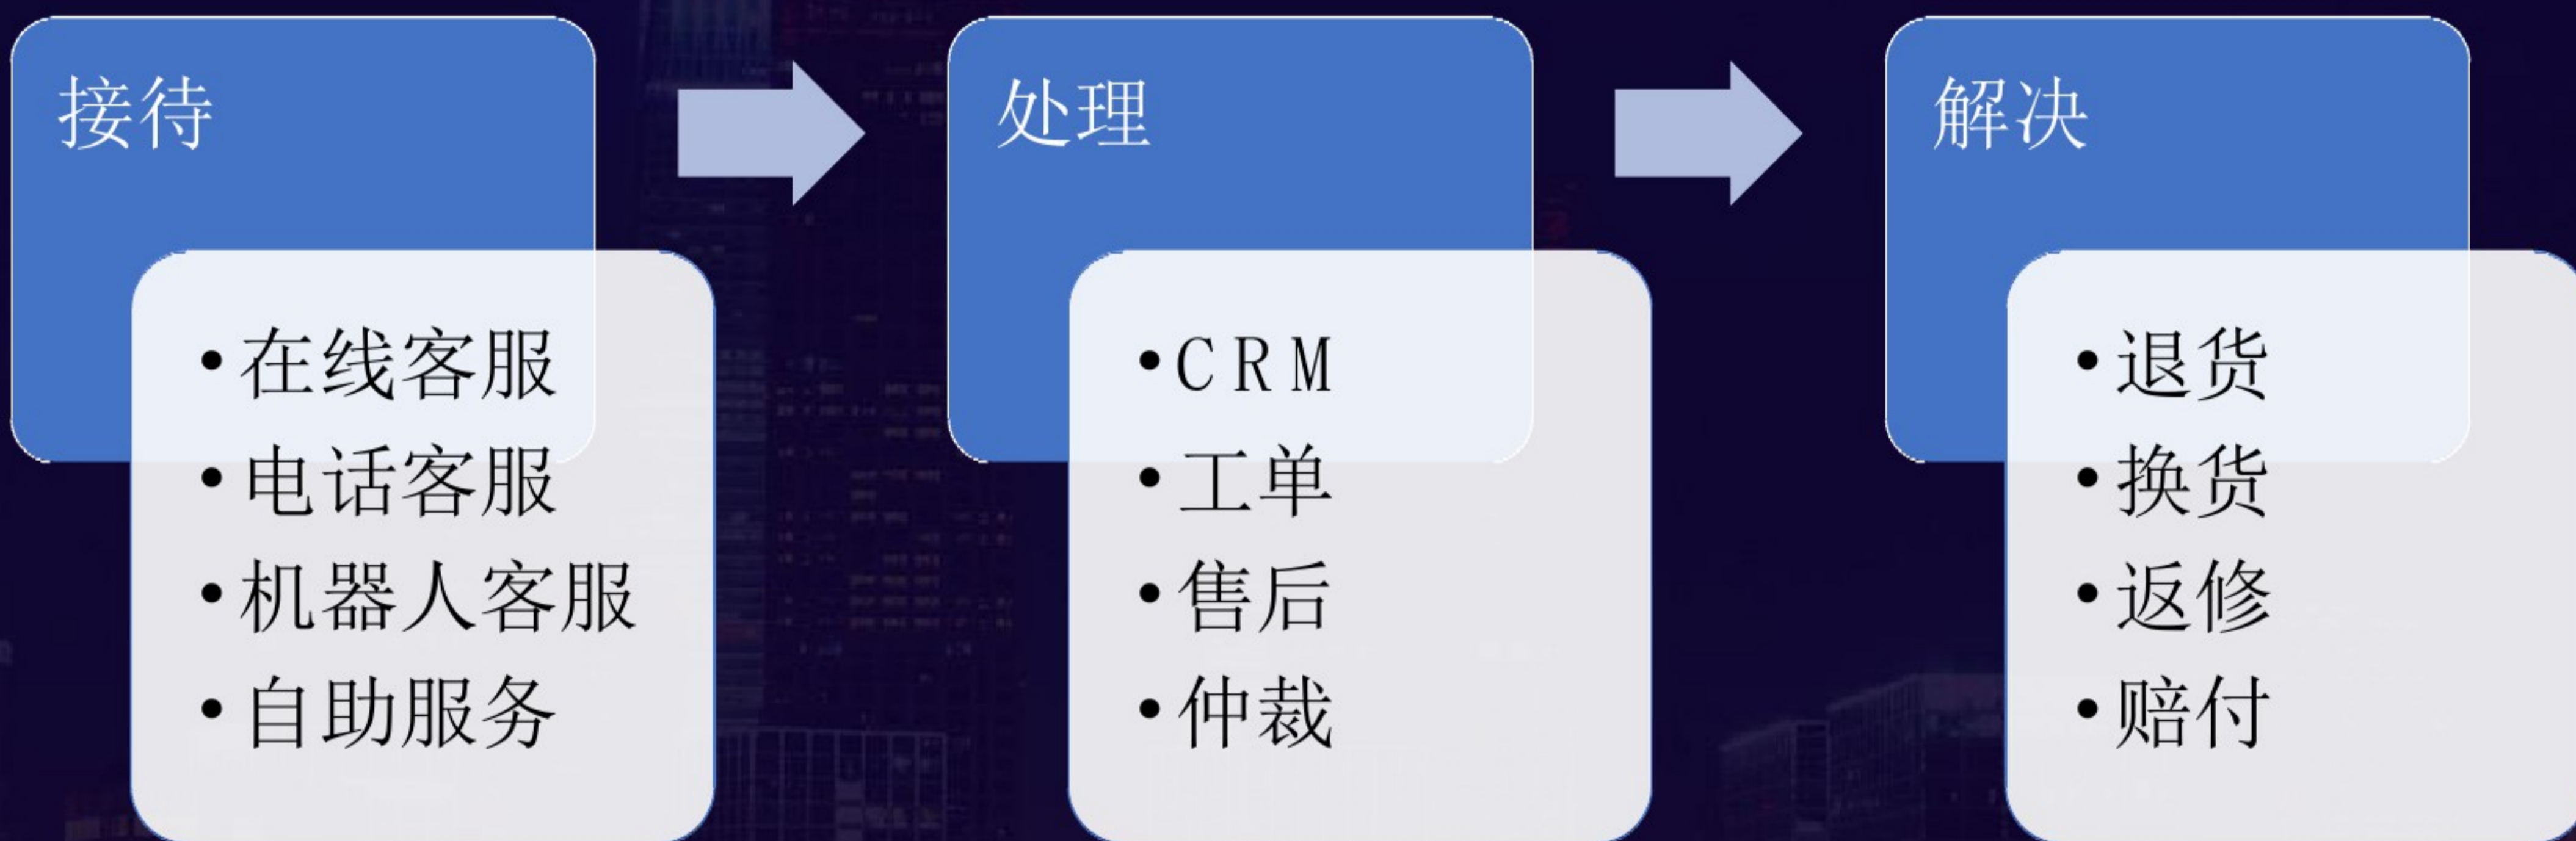 接待
•在线客服
•电话客服
•机器人客服
•自助服务
处理
•CRM
•工单
•售后
•仲裁
解决
•退货
•换货
•返修
•赔付